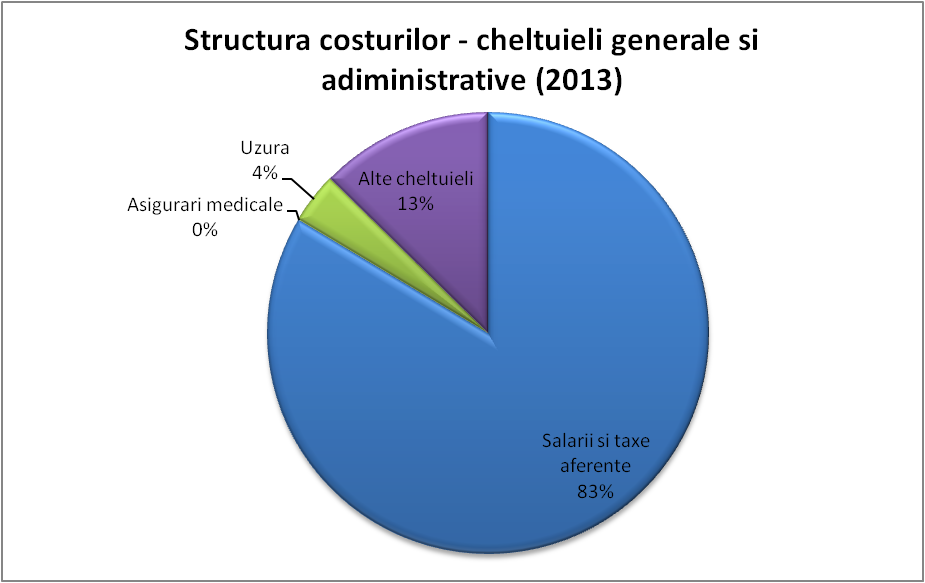 Structura costurilor - cheltuieli generale si
adiministrative (2013)
Uzura
4%
Alte cheltuieli
13%
Asigurari medicale
0%
Salarii si taxe
aferente
83%